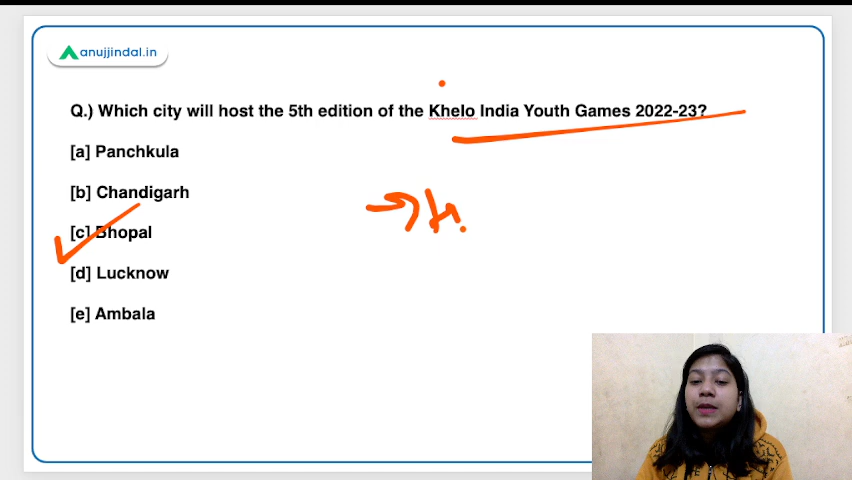 anujjindal.in
Q.) Which city will host the 5th edition of the Khelo India Youth Games 2022-23?
[a] Panchkula
[b] Chandigarh
[c] Bhopal
[d] Lucknow
[e] Ambala